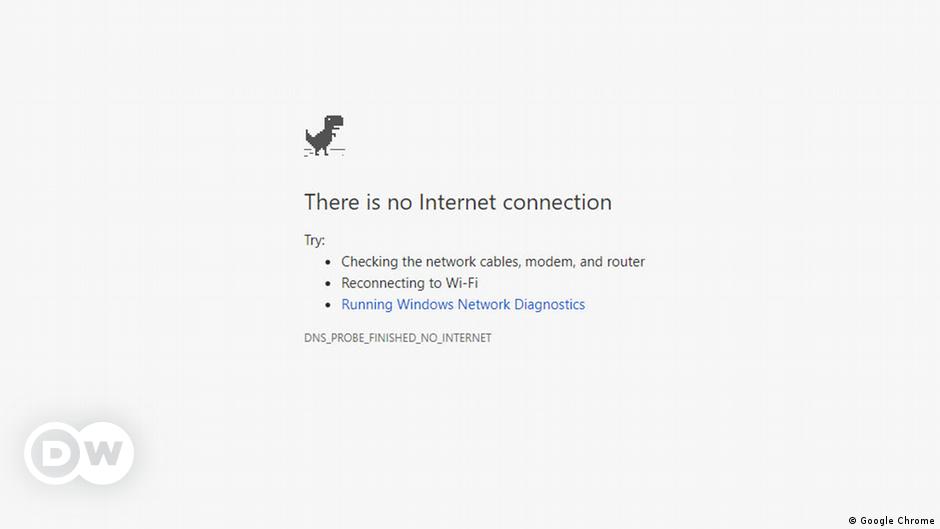 There is no Internet connection
Try:
• Checking the network cables, modem, and router
• Reconnecting to Wi-Fi
• Running Windows Network Diagnostics
DNS_PROBE_FINISHED_NO_INTERNET
DW
© Google Chrome